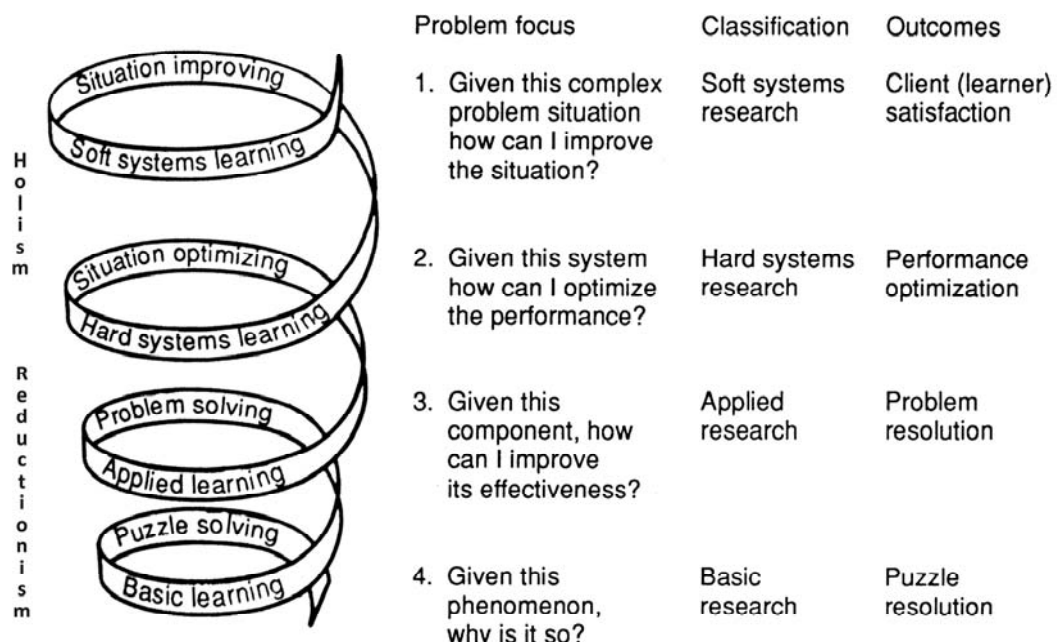 Holism
Reductionism
Situation improving
Soft systems learning
Situation optimizing
Hard systems learning
Problem solving
Applied learning
Puzzle solving
Basic learning
Problem focus Classification Outcomes
1. Given this complex Soft systems Client (learner)
problem situation research satisfaction
how can I improve
the situation?
2. Given this system Hard systems Performance
how can I optimize research optimization
the performance?
3. Given this Applied Problem
component, how research resolution
can I improve
its effectiveness?
4. Given this Basic Puzzle
phenomenon, research resolution
why is it so?